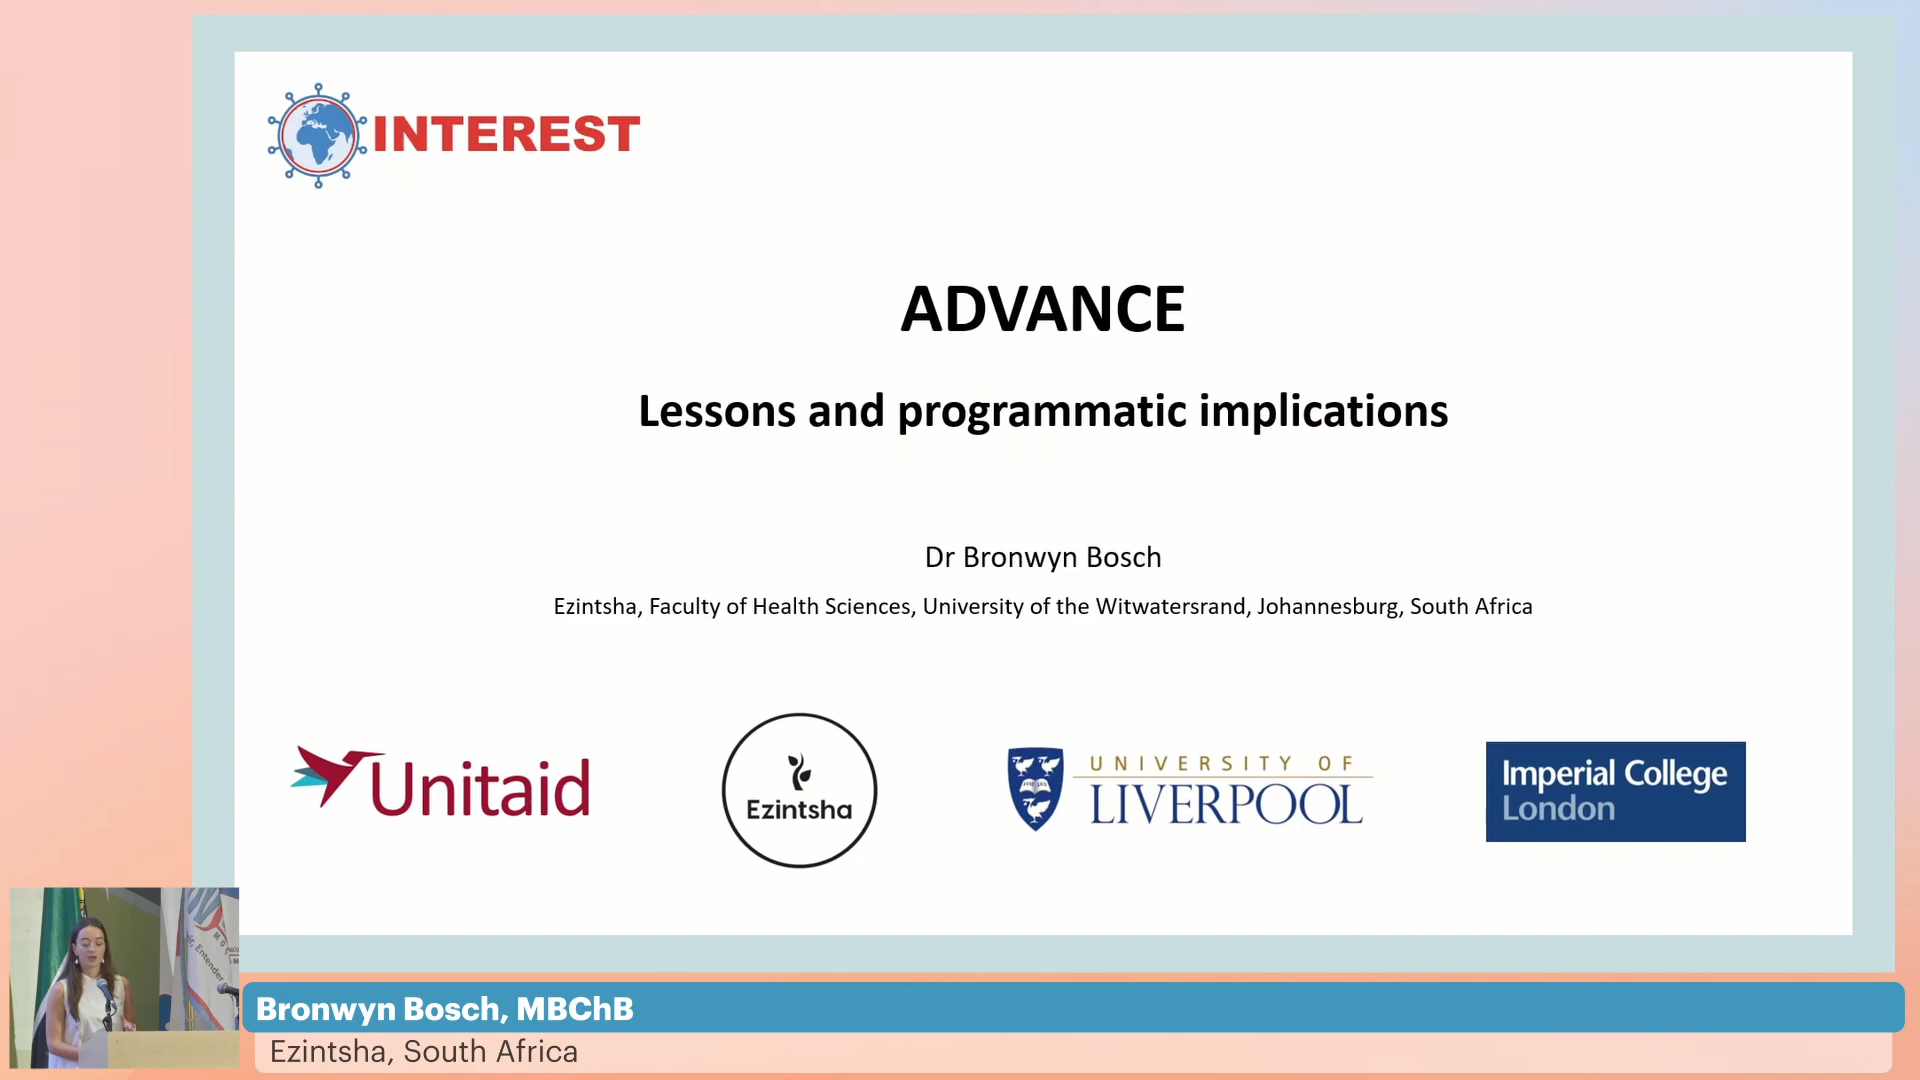 INTEREST
ADVANCE
Lessons and programmatic implications
Dr Bronwyn Bosch
Ezintsha, Faculty of Health Sciences, University of the Witwatersrand, Johannesburg, South Africa
Unitaid
Ezintsha
UNIVERSITY OF
LIVERPOOL
Imperial College
London
Entender
Bronwyn Bosch, MBChB
Ezintsha, South Africa